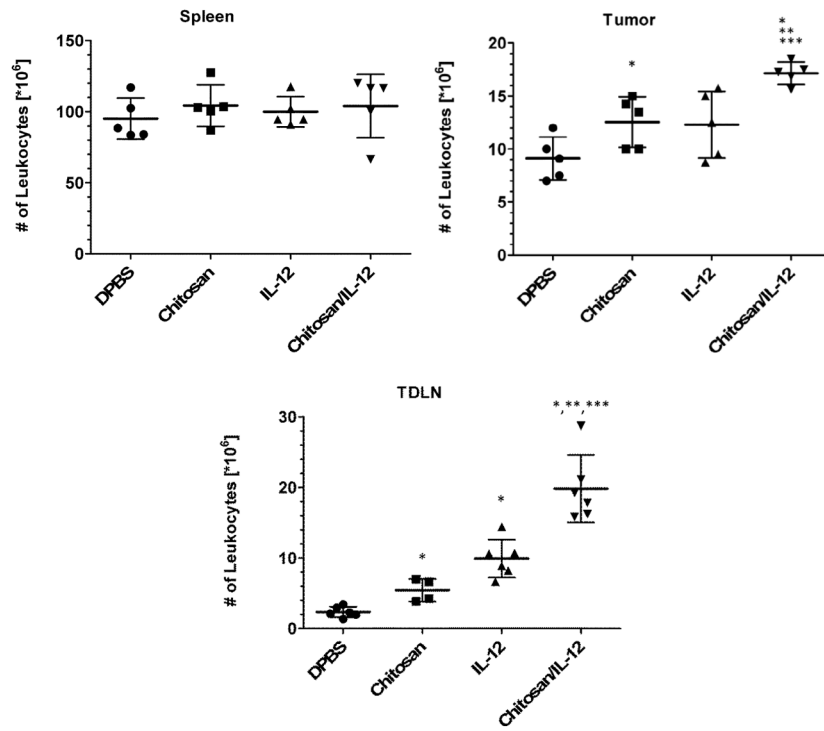 Spleen
# of Leukocytes [*10⁶]
150
100
50
0
DPBS
Chitosan
IL-12
Chitosan/IL-12
Tumor
# of Leukocytes [*10⁶]
20
15
10
5
0
*
*
**
***
DPBS
Chitosan
IL-12
Chitosan/IL-12
TDLN
# of Leukocytes [*10⁶]
30
20
10
0
*
*
*,**,***
DPBS
Chitosan
IL-12
Chitosan/IL-12